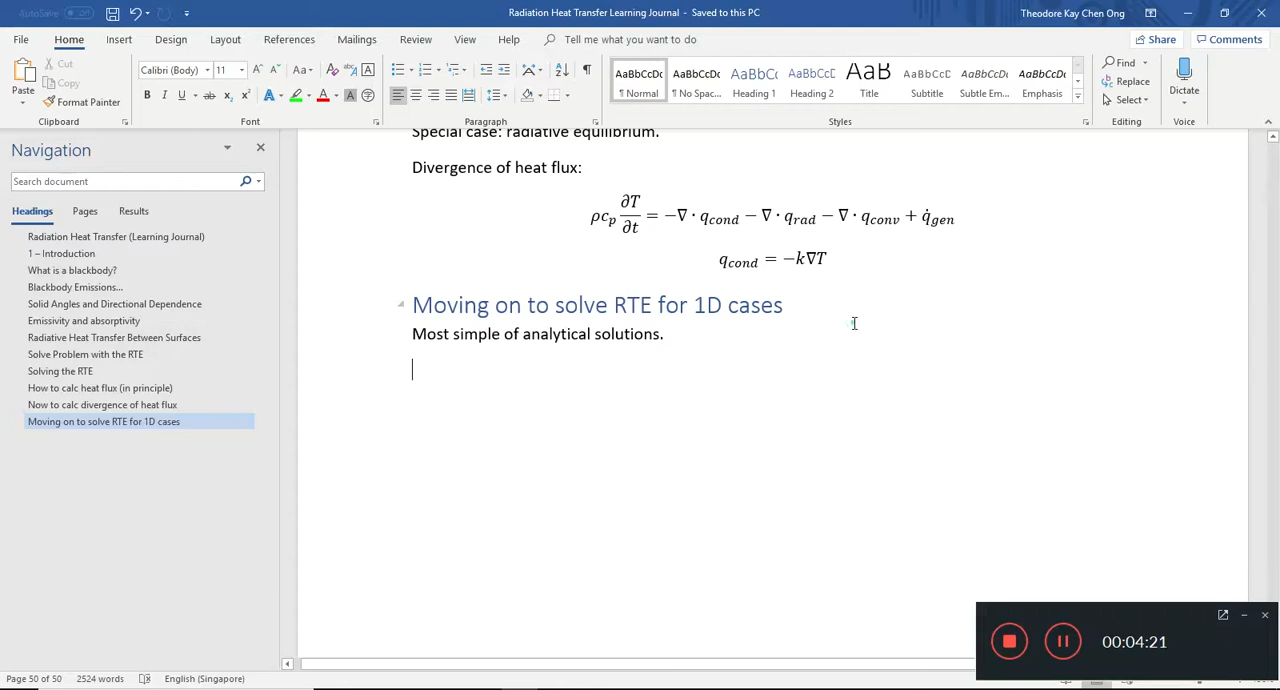 AutoSave Off
Radiation Heat Transfer Learning Journal - Saved to this PC
Theodore Kay Chen Ong
File Home Insert Design Layout References Mailings Review View Help Tell me what you want to do Share Comments
Paste
Cut
Copy
Format Painter
Clipboard
Calibri (Body) 11
Font
Paragraph
AaBbCcDc AaBbCcDc AaBbCc AaBbCcD AaB AaBbCcD AaBbCcDc AaBbCcDc
¶ Normal ¶ No Spac... Heading 1 Heading 2 Title Subtitle Subtle Em... Emphasis
Styles
Find
Replace
Select
Editing
Dictate
Voice
Navigation
Search document
Headings Pages Results
Radiation Heat Transfer (Learning Journal)
1 – Introduction
What is a blackbody?
Blackbody Emissions...
Solid Angles and Directional Dependence
Emissivity and absorptivity
Radiative Heat Transfer Between Surfaces
Solve Problem with the RTE
Solving the RTE
How to calc heat flux (in principle)
Now to calc divergence of heat flux
Moving on to solve RTE for 1D cases
Special case: radiative equilibrium.
Divergence of heat flux:
ρc_p ∂T/∂t = −∇ · q_cond − ∇ · q_rad − ∇ · q_conv + q̇_gen
q_cond = −k∇T
Moving on to solve RTE for 1D cases
Most simple of analytical solutions.
00:04:21
Page 50 of 50 2524 words English (Singapore)